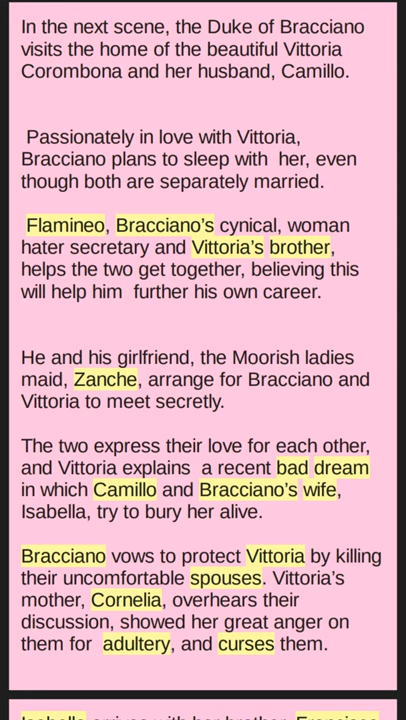 In the next scene, the Duke of Bracciano
visits the home of the beautiful Vittoria
Corombona and her husband, Camillo.
Passionately in love with Vittoria,
Bracciano plans to sleep with her, even
though both are separately married.
Flamineo, Bracciano's cynical, woman
hater secretary and Vittoria's brother,
helps the two get together, believing this
will help him further his own career.
He and his girlfriend, the Moorish ladies
maid, Zanche, arrange for Bracciano and
Vittoria to meet secretly.
The two express their love for each other,
and Vittoria explains a recent bad dream
in which Camillo and Bracciano's wife,
Isabella, try to bury her alive.
Bracciano vows to protect Vittoria by killing
their uncomfortable spouses. Vittoria's
mother, Cornelia, overhears their
discussion, showed her great anger on
them for adultery, and curses them.
Isabella arrives with her brother, Francisco